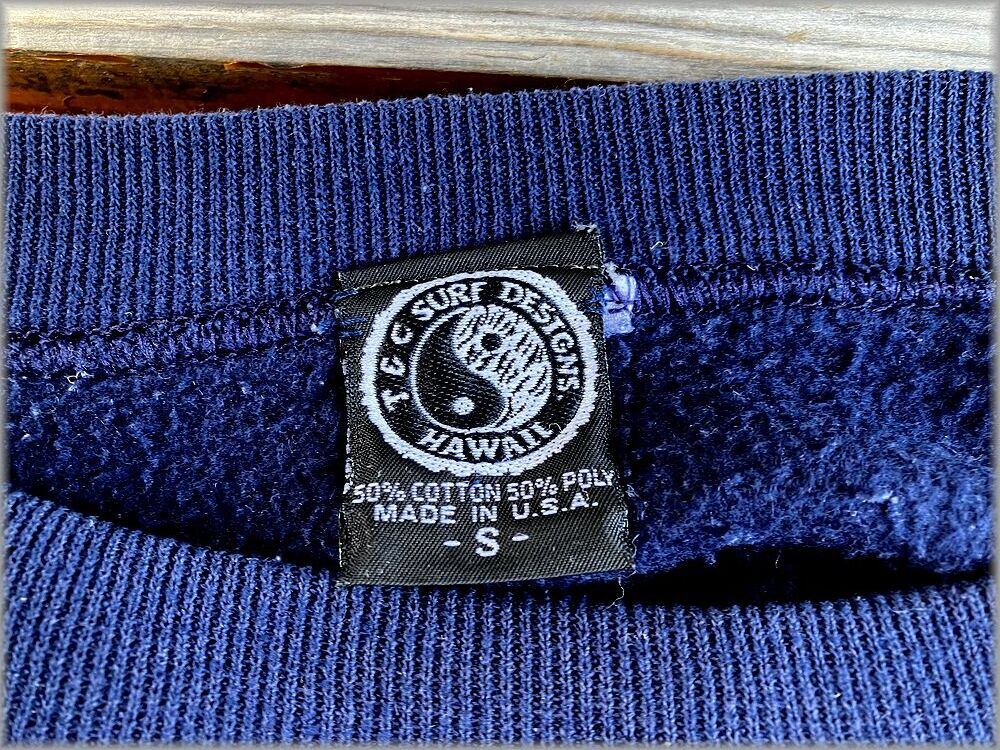 T & C SURF DESIGNS
HAWAII
50% COTTON 50% POLY
MADE IN U.S.A.
- S -